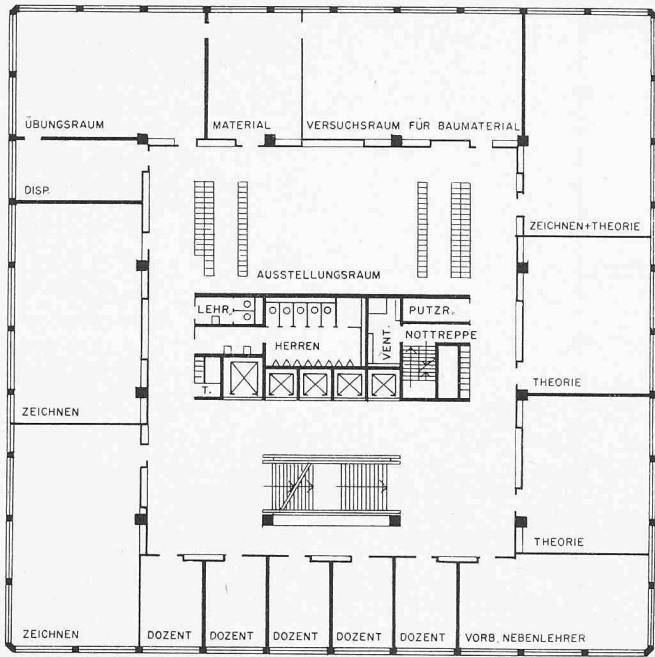 ÜBUNGSRAUM
MATERIAL
VERSUCHSRAUM FÜR BAUMATERIAL
DISP.
ZEICHNEN+THEORIE
AUSSTELLUNGSRAUM
LEHR.
PUTZR.
HERREN
VENT.
NOTTREPPE
T.
THEORIE
ZEICHNEN
THEORIE
ZEICHNEN
DOZENT
DOZENT
DOZENT
DOZENT
DOZENT
VORB. NEBENLEHRER